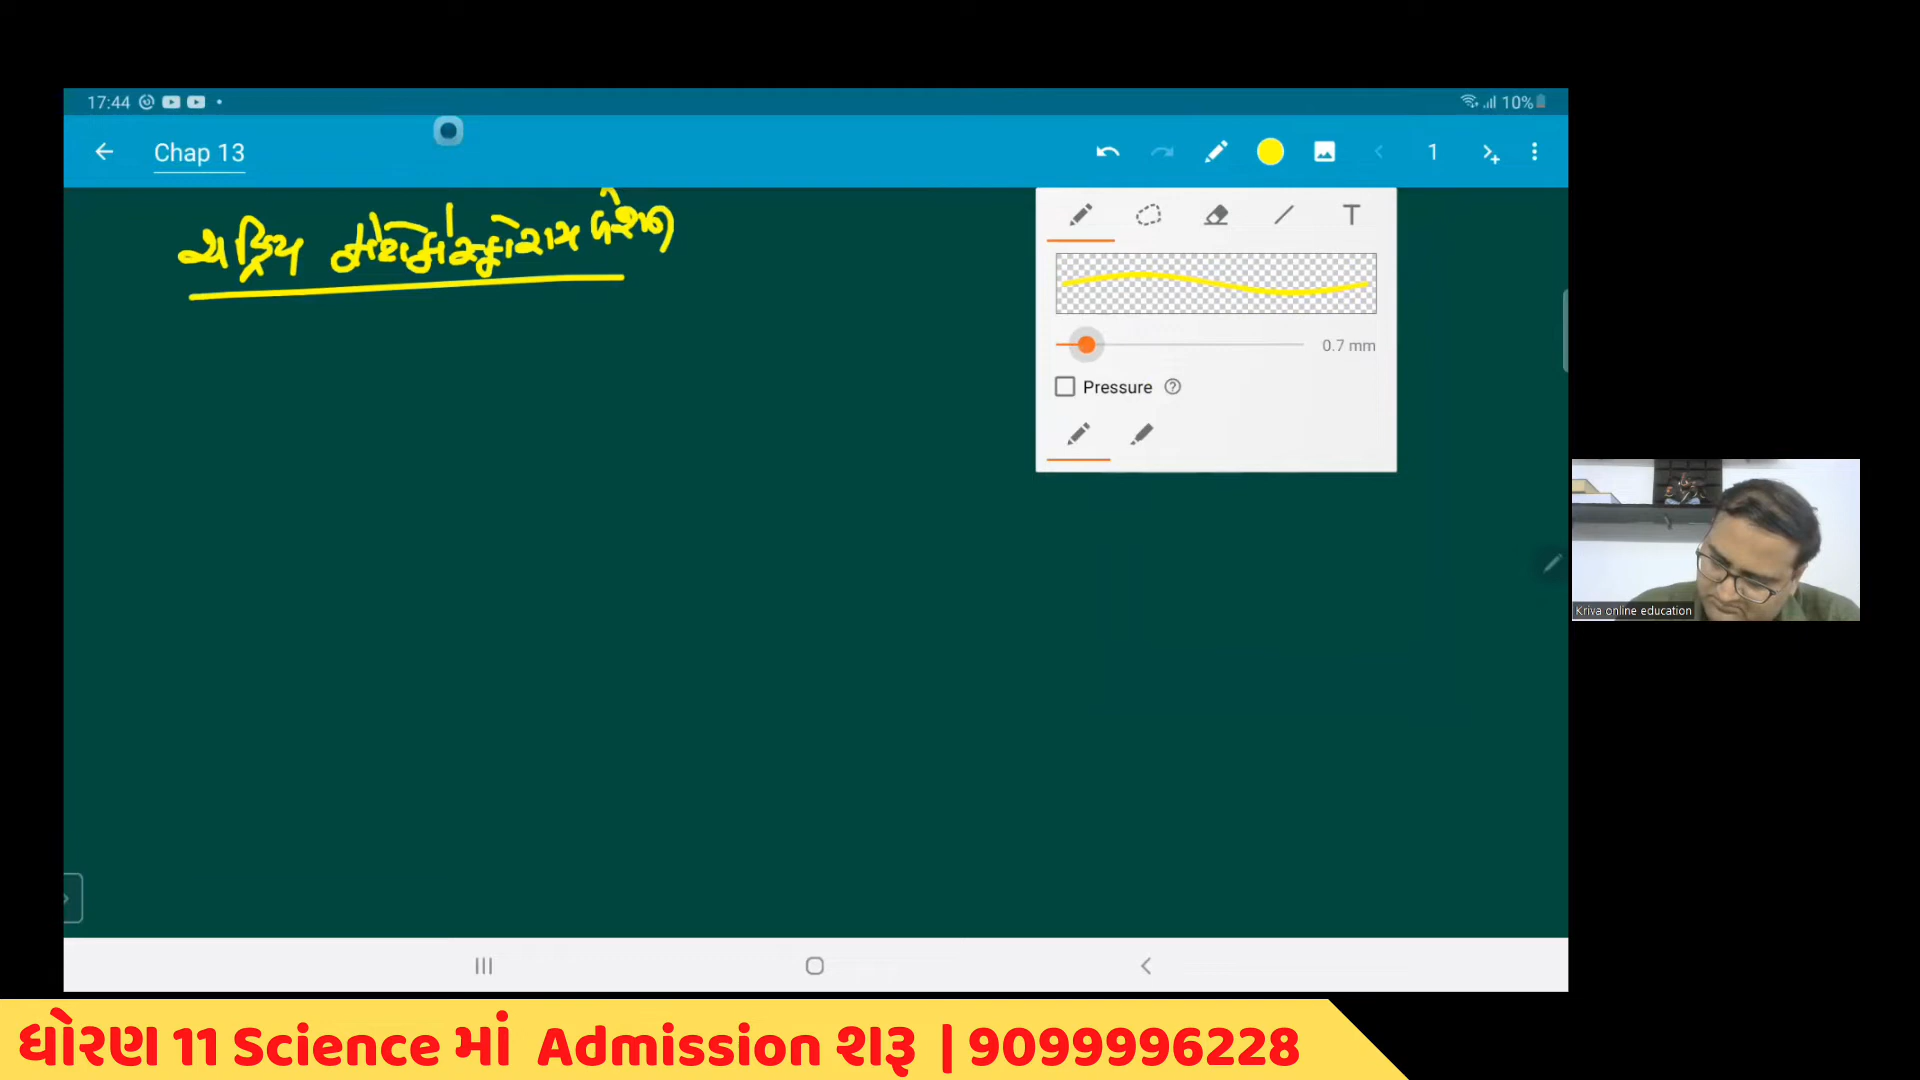 17:44
10%
Chap 13
1
0.7 mm
Pressure
Kriva online education
ધોરણ 11 Science માં Admission શરૂ | 9099996228